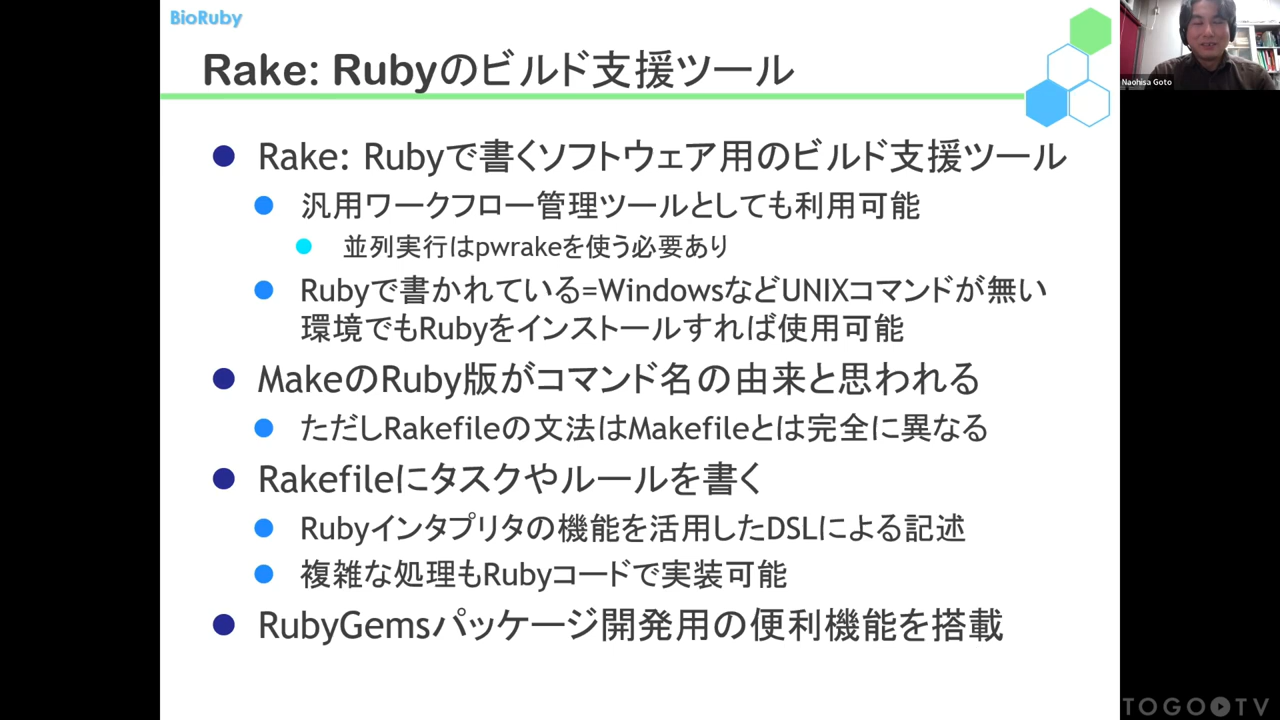 BioRuby
Rake: Rubyのビルド支援ツール
Naohisa Goto
Rake: Rubyで書くソフトウェア用のビルド支援ツール
汎用ワークフロー管理ツールとしても利用可能
並列実行はpwrakeを使う必要あり
Rubyで書かれている=WindowsなどUNIXコマンドが無い
環境でもRubyをインストールすれば使用可能
MakeのRuby版がコマンド名の由来と思われる
ただしRakefileの文法はMakefileとは完全に異なる
Rakefileにタスクやルールを書く
Rubyインタプリタの機能を活用したDSLによる記述
複雑な処理もRubyコードで実装可能
RubyGemsパッケージ開発用の便利機能を搭載
TOGO TV